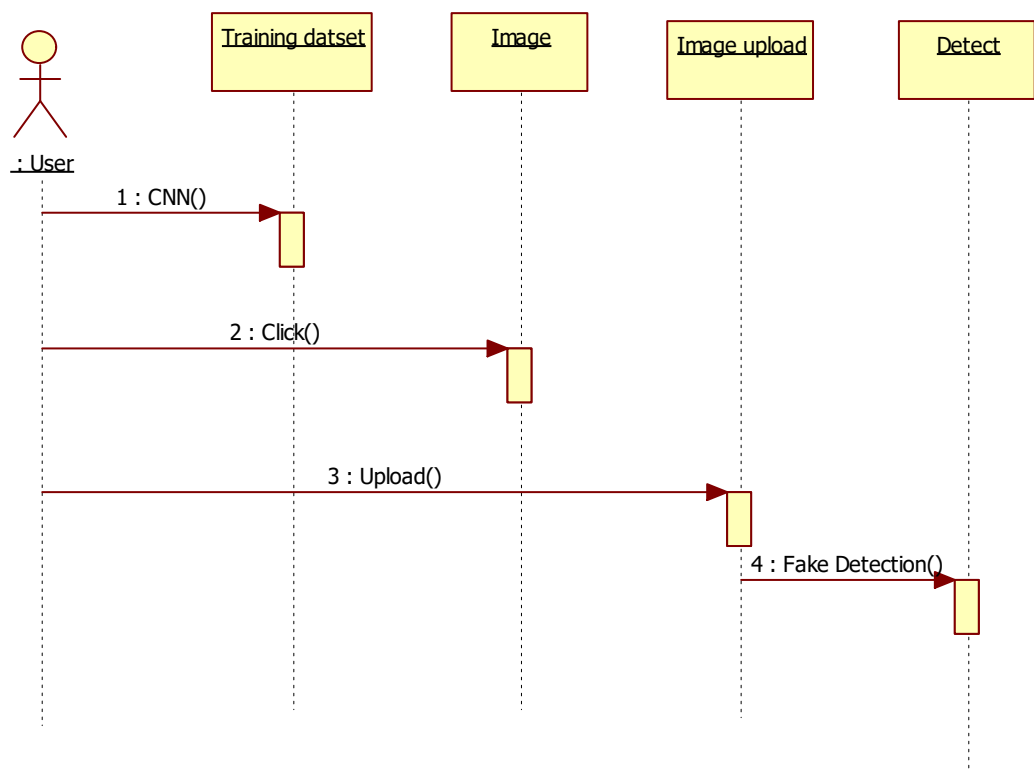 Training datset
Image
Image upload
Detect
: User
1 : CNN()
2 : Click()
3 : Upload()
4 : Fake Detection()